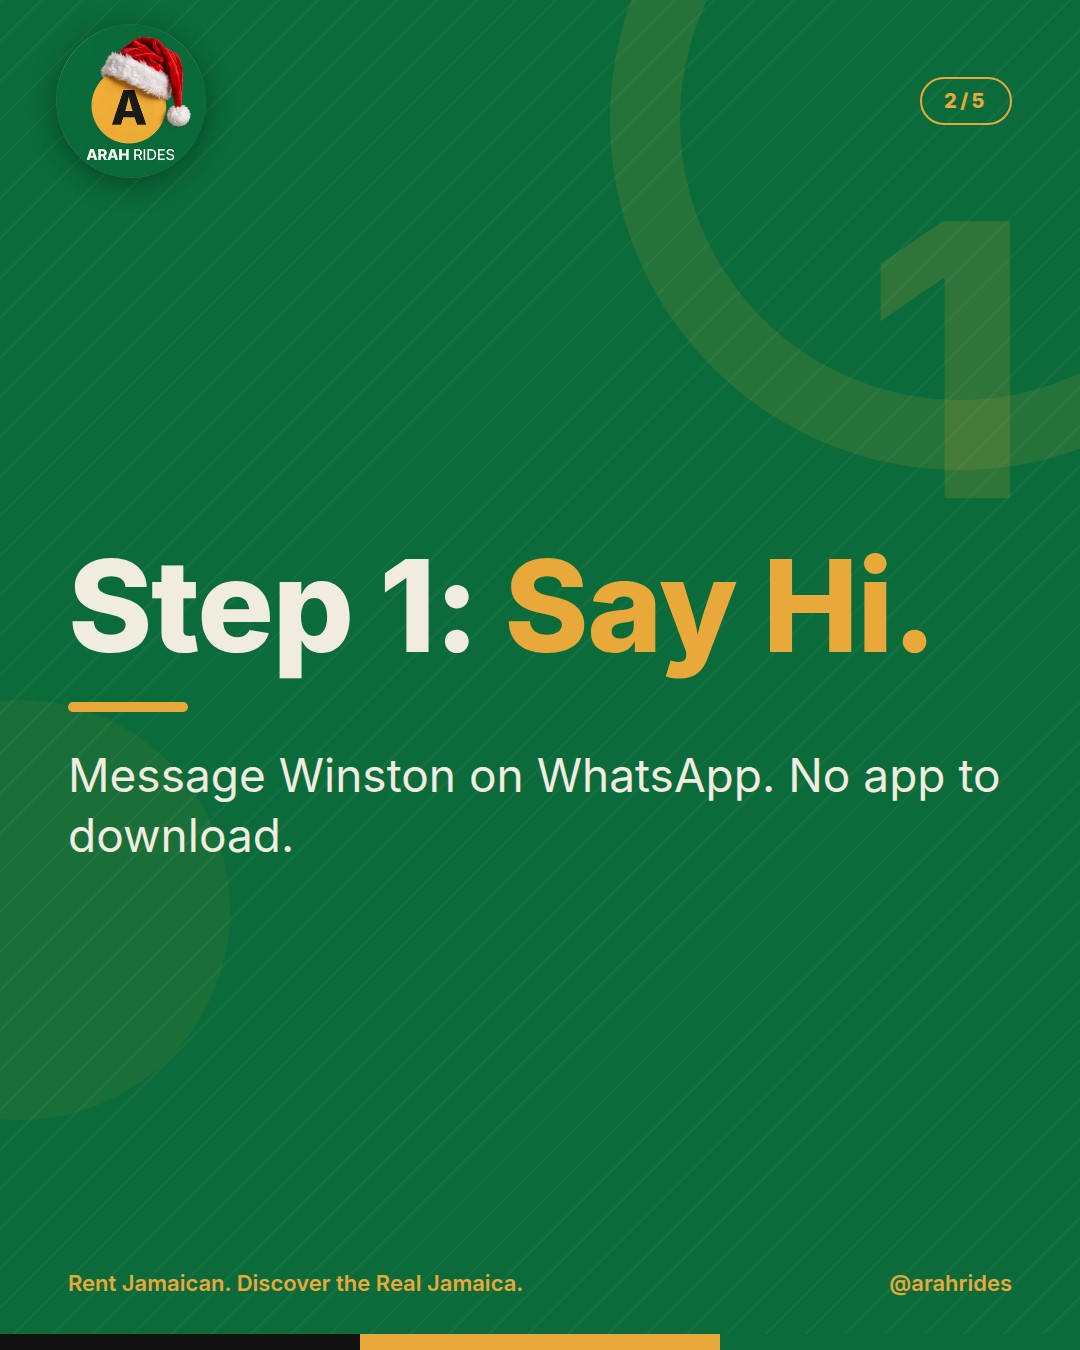 A
ARAH RIDES
2/5
1
Step 1: Say Hi.
Message Winston on WhatsApp. No app to
download.
Rent Jamaican. Discover the Real Jamaica.
@arahrides